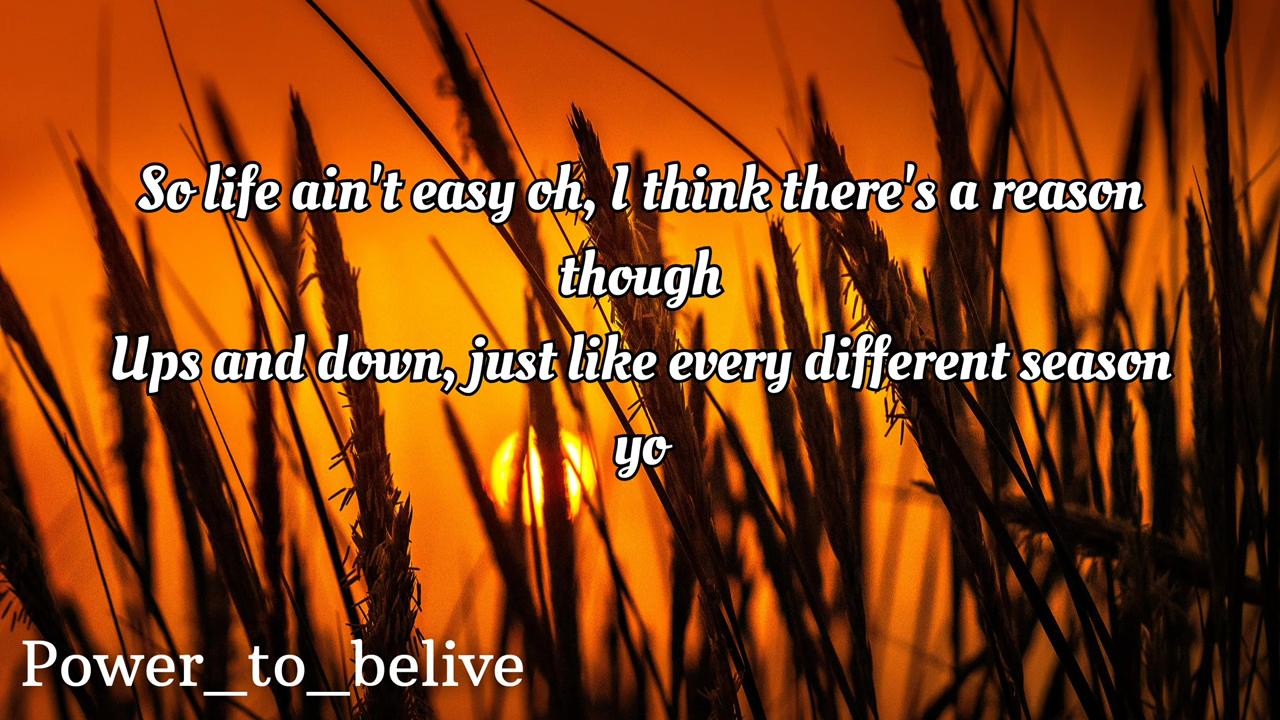 So life ain't easy oh, I think there's a reason
though
Ups and down, just like every different season
yo
Power_to_belive